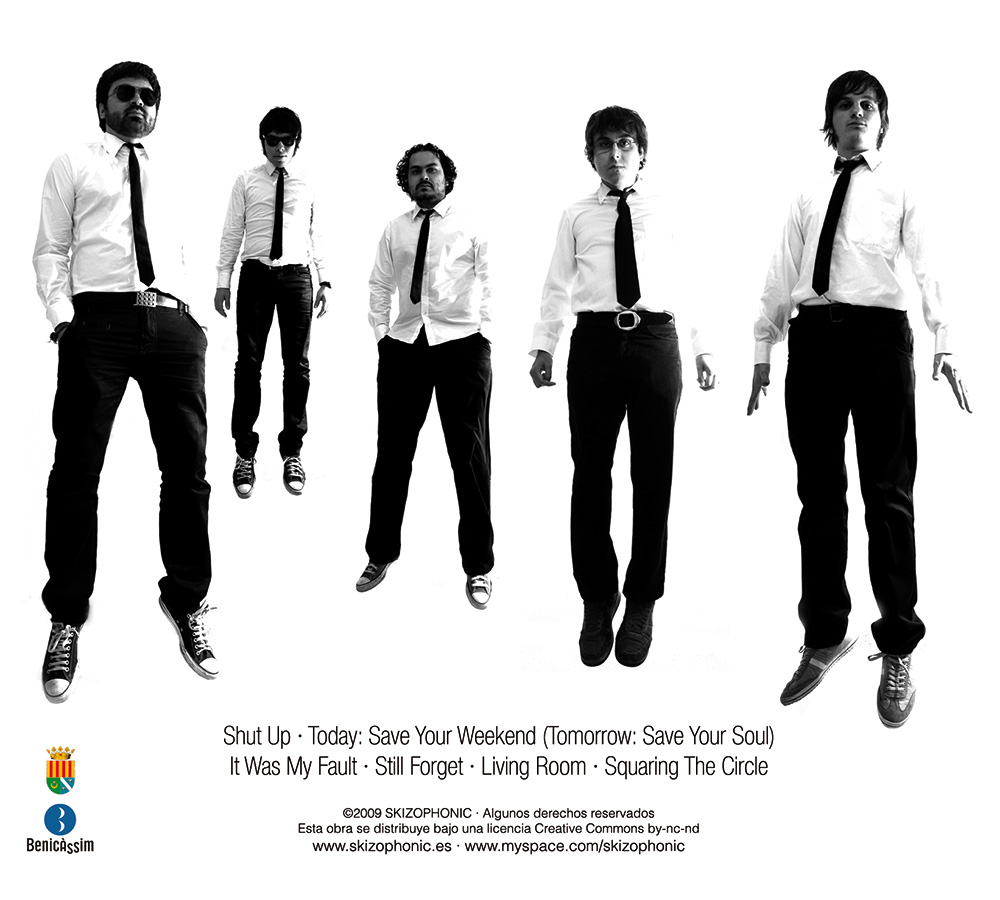 Shut Up · Today: Save Your Weekend (Tomorrow: Save Your Soul)
It Was My Fault · Still Forget · Living Room · Squaring The Circle
©2009 SKIZOPHONIC · Algunos derechos reservados
Esta obra se distribuye bajo una licencia Creative Commons by-nc-nd
www.skizophonic.es · www.myspace.com/skizophonic
BenicÀssim